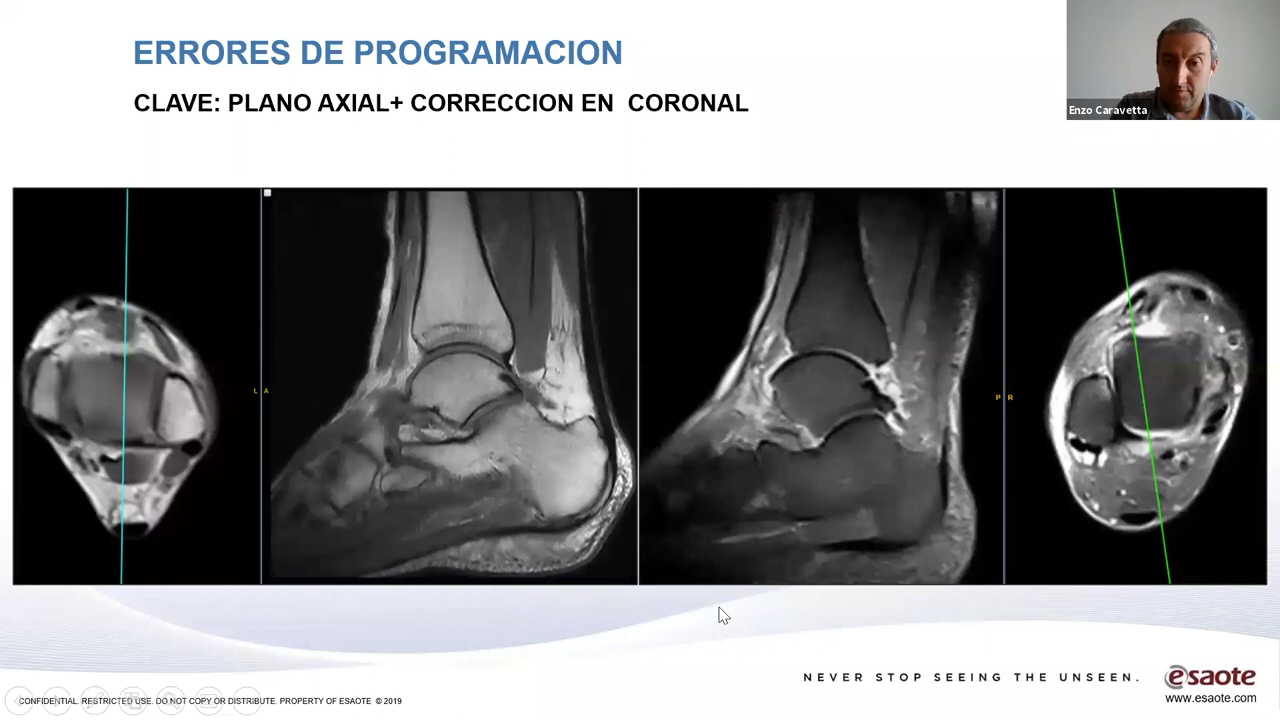 ERRORES DE PROGRAMACION
CLAVE: PLANO AXIAL+ CORRECCION EN  CORONAL
Enzo Caravetta
L A
P R
NEVER STOP SEEING THE UNSEEN.
esaote
www.esaote.com
CONFIDENTIAL. RESTRICTED USE. DO NOT COPY OR DISTRIBUTE. PROPERTY OF ESAOTE © 2019